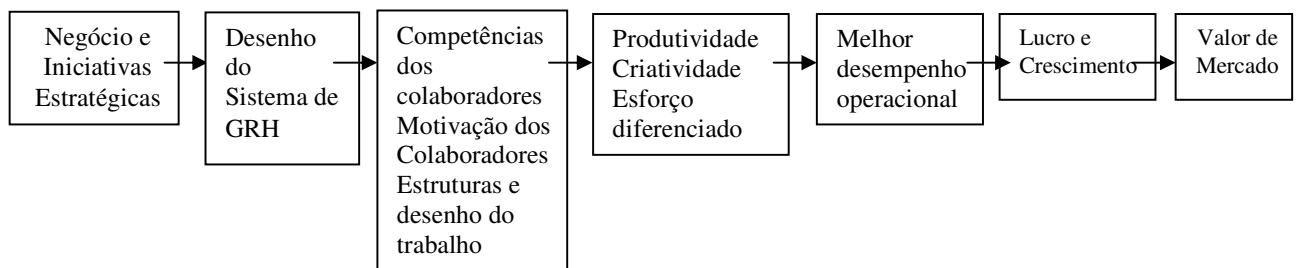 Negócio e
Iniciativas
Estratégicas
Desenho
do
Sistema de
GRH
Competências
dos
colaboradores
Motivação dos
Colaboradores
Estruturas e
desenho do
trabalho
Produtividade
Criatividade
Esforço
diferenciado
Melhor
desempenho
operacional
Lucro e
Crescimento
Valor de
Mercado